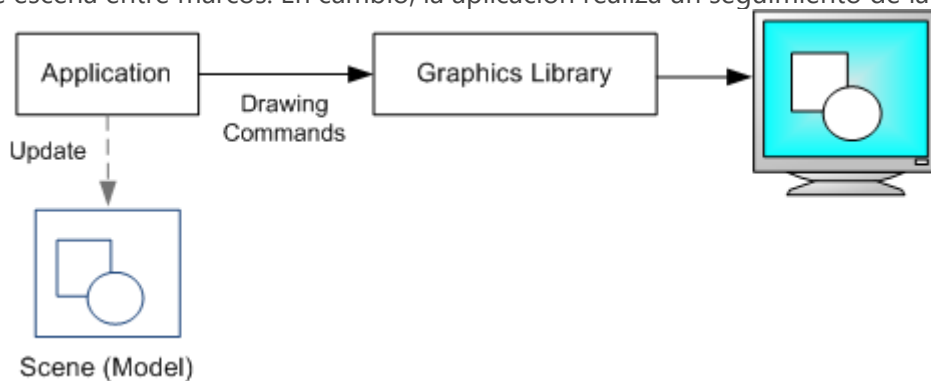 escena entre marcos. En cambio, la aplicación realiza un seguimiento de la
Application
Graphics Library
Drawing
Commands
Update
Scene (Model)